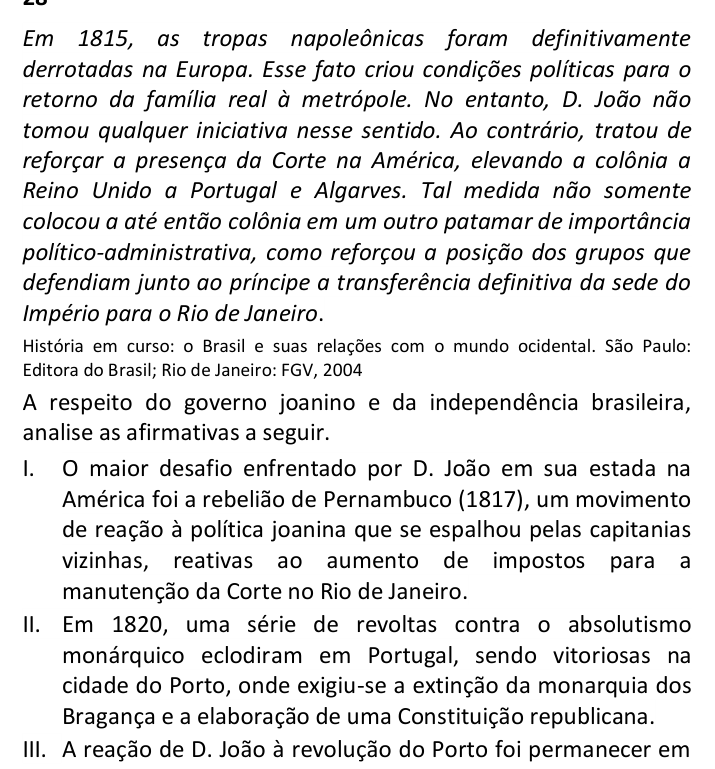 28
Em 1815, as tropas napoleônicas foram definitivamente
derrotadas na Europa. Esse fato criou condições políticas para o
retorno da família real à metrópole. No entanto, D. João não
tomou qualquer iniciativa nesse sentido. Ao contrário, tratou de
reforçar a presença da Corte na América, elevando a colônia a
Reino Unido a Portugal e Algarves. Tal medida não somente
colocou a até então colônia em um outro patamar de importância
político-administrativa, como reforçou a posição dos grupos que
defendiam junto ao príncipe a transferência definitiva da sede do
Império para o Rio de Janeiro.
História em curso: o Brasil e suas relações com o mundo ocidental. São Paulo:
Editora do Brasil; Rio de Janeiro: FGV, 2004
A respeito do governo joanino e da independência brasileira,
analise as afirmativas a seguir.
I. O maior desafio enfrentado por D. João em sua estada na
América foi a rebelião de Pernambuco (1817), um movimento
de reação à política joanina que se espalhou pelas capitanias
vizinhas, reativas ao aumento de impostos para a
manutenção da Corte no Rio de Janeiro.
II. Em 1820, uma série de revoltas contra o absolutismo
monárquico eclodiram em Portugal, sendo vitoriosas na
cidade do Porto, onde exigiu-se a extinção da monarquia dos
Bragança e a elaboração de uma Constituição republicana.
III. A reação de D. João à revolução do Porto foi permanecer em